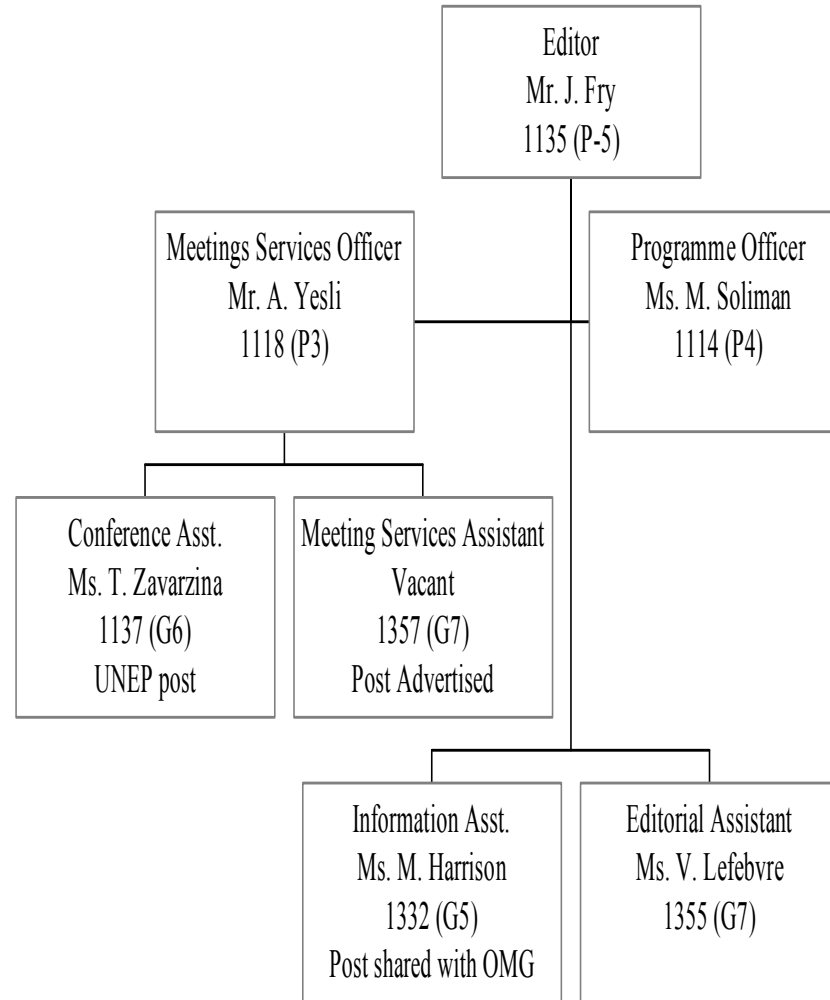 Editor
Mr. J. Fry
1135 (P-5)
Meetings Services Officer
Mr. A. Yesli
1118 (P3)
Programme Officer
Ms. M. Soliman
1114 (P4)
Conference Asst.
Ms. T. Zavarzina
1137 (G6)
UNEP post
Meeting Services Assistant
Vacant
1357 (G7)
Post Advertised
Information Asst.
Ms. M. Harrison
1332 (G5)
Post shared with OMG
Editorial Assistant
Ms. V. Lefebvre
1355 (G7)